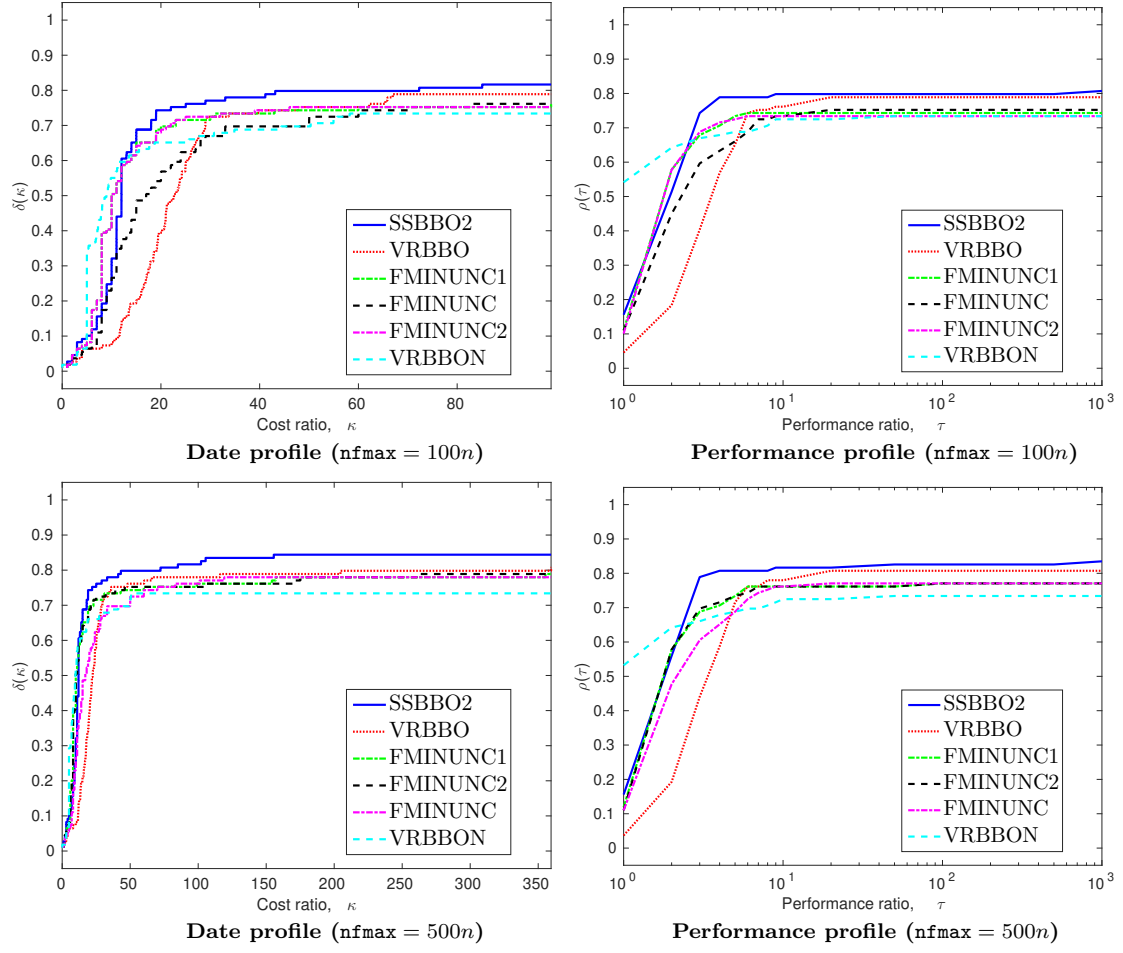 1
0.9
0.8
0.7
0.6
0.5
0.4
0.3
0.2
0.1
0
δ(κ)
SSBBO2
VRBBO
FMINUNC1
FMINUNC
FMINUNC2
VRBBON
0 20 40 60 80
Cost ratio, κ
Date profile (nfmax = 100n)
1
0.9
0.8
0.7
0.6
0.5
0.4
0.3
0.2
0.1
0
ρ(τ)
SSBBO2
VRBBO
FMINUNC1
FMINUNC
FMINUNC2
VRBBON
10^0 10^1 10^2 10^3
Performance ratio, τ
Performance profile (nfmax = 100n)
1
0.9
0.8
0.7
0.6
0.5
0.4
0.3
0.2
0.1
0
δ(κ)
SSBBO2
VRBBO
FMINUNC1
FMINUNC2
FMINUNC
VRBBON
0 50 100 150 200 250 300 350
Cost ratio, κ
Date profile (nfmax = 500n)
1
0.9
0.8
0.7
0.6
0.5
0.4
0.3
0.2
0.1
0
ρ(τ)
SSBBO2
VRBBO
FMINUNC1
FMINUNC2
FMINUNC
VRBBON
10^0 10^1 10^2 10^3
Performance ratio, τ
Performance profile (nfmax = 500n)